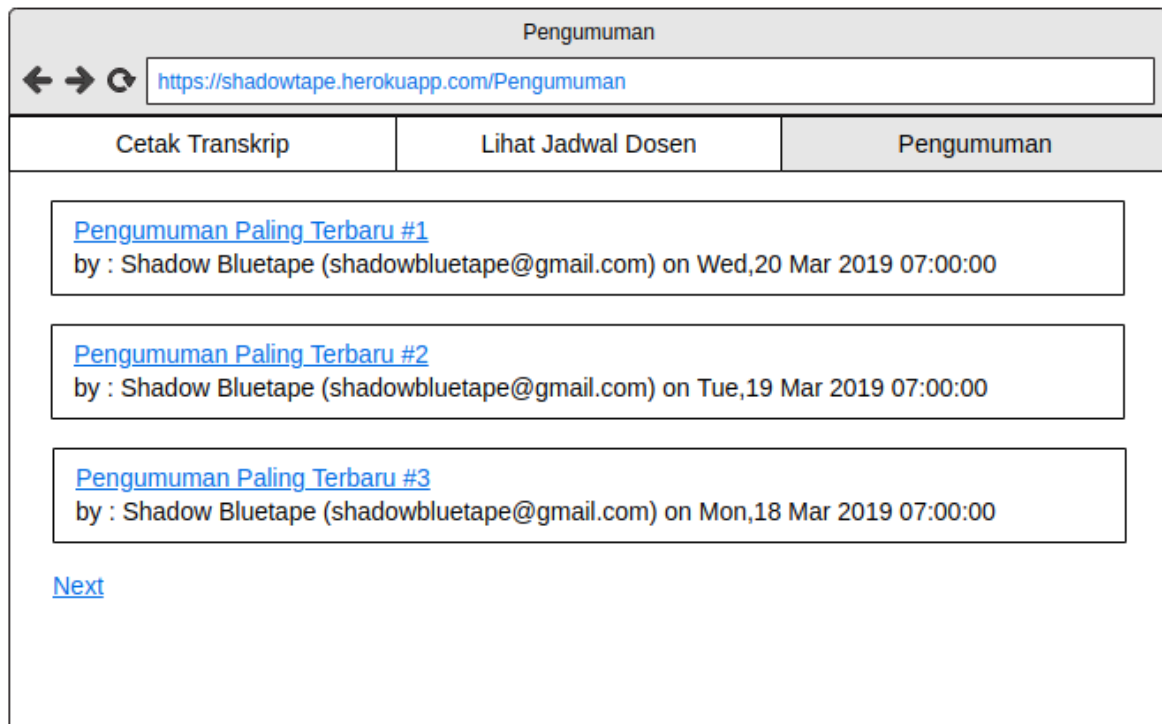 Pengumuman
https://shadowtape.herokuapp.com/Pengumuman
Cetak Transkrip Lihat Jadwal Dosen Pengumuman
Pengumuman Paling Terbaru #1
by : Shadow Bluetape (shadowbluetape@gmail.com) on Wed,20 Mar 2019 07:00:00
Pengumuman Paling Terbaru #2
by : Shadow Bluetape (shadowbluetape@gmail.com) on Tue,19 Mar 2019 07:00:00
Pengumuman Paling Terbaru #3
by : Shadow Bluetape (shadowbluetape@gmail.com) on Mon,18 Mar 2019 07:00:00
Next